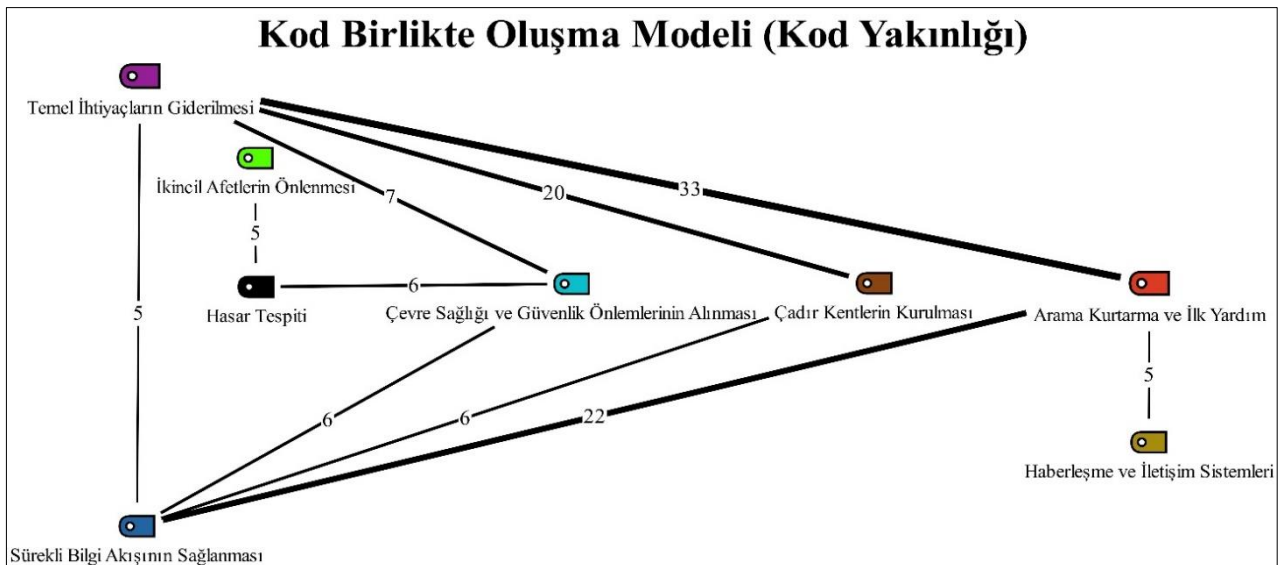 Kod Birlikte Oluşma Modeli (Kod Yakınlığı)
Temel İhtiyaçların Giderilmesi
İkincil Afetlerin Önlenmesi
7
20
33
5
6
Hasar Tespiti
Çevre Sağlığı ve Güvenlik Önlemlerinin Alınması
Çadır Kentlerin Kurulması
Arama Kurtarma ve İlk Yardım
5
5
6
6
22
Haberleşme ve İletişim Sistemleri
Sürekli Bilgi Akışının Sağlanması